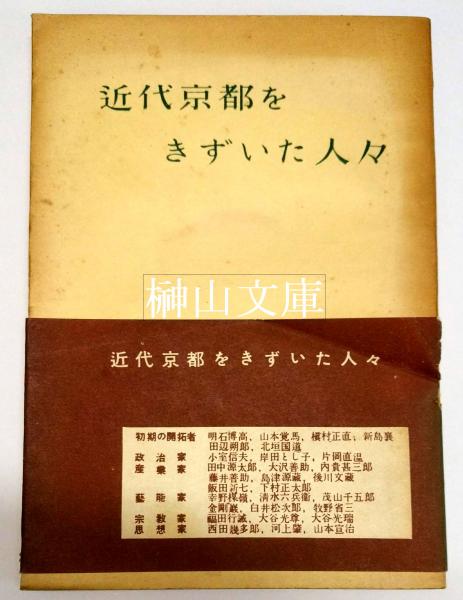 近代京都を
きずいた人々
榊山文庫
近代京都をきずいた人々
初期の開拓者 明石博高，山本覚馬，槇村正直，新島襄
田辺朔郎，北垣国道
政治家 小室信夫，岸田とし子，片岡直温
産業家 田中源太郎，大沢善助，内貴甚三郎
藤井善助，島津源蔵，後川文蔵
飯田新七，下村正太郎
藝能家 幸野楳嶺，清水六兵衛，茂山千五郎
金剛巌，白井松次郎，牧野省三
宗教家 福田行誡，大谷光尊，大谷光瑞
思想家 西田幾多郎，河上肇，山本宣治